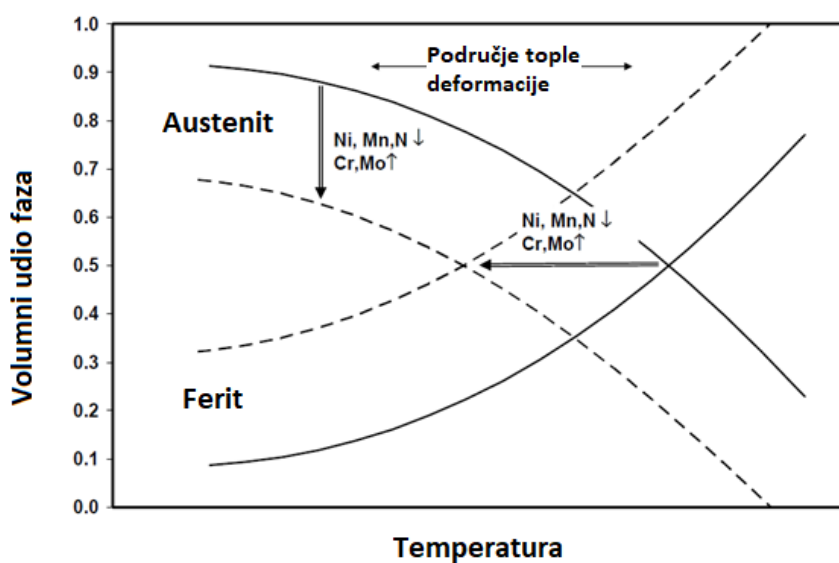 1.0
0.9
0.8
0.7
0.6
0.5
0.4
0.3
0.2
0.1
0.0
Volumni udio faza
Područje tople
deformacije
Austenit
Ni, Mn,N ↓
Cr,Mo↑
Ni, Mn,N ↓
Cr,Mo↑
Ferit
Temperatura